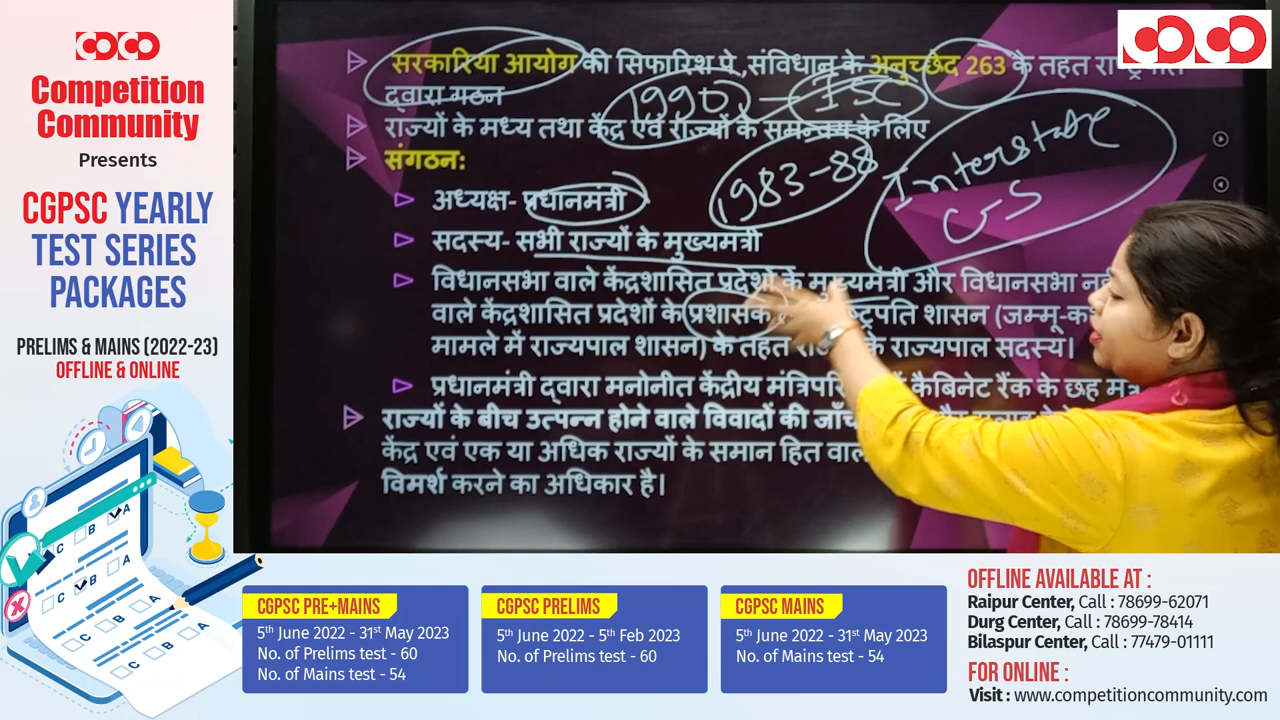 COCO
Competition
Community
Presents
CGPSC YEARLY
TEST SERIES
PACKAGES
PRELIMS & MAINS (2022-23)
OFFLINE & ONLINE
C B A
C B A
C B A
सरकारिया आयोग की सिफारिश पे ,संविधान के अनुच्छेद 263 के तहत
द्वारा गठन
1990 – ISC
राज्यों के मध्य तथा केंद्र एवं राज्यों के समन्वय के लिए
Interstate
संगठन:
1983-88
अध्यक्ष- प्रधानमंत्री
सदस्य- सभी राज्यों के मुख्यमंत्री
विधानसभा वाले केंद्रशासित प्रदेशों के मुख्यमंत्री और विधानसभा
वाले केंद्रशासित प्रदेशों के प्रशासक शासन
मामले में राज्यपाल शासन) के तहत के राज्यपाल सदस्य।
प्रधानमंत्री द्वारा मनोनीत केंद्रीय कैबिनेट रैंक के छह
राज्यों के बीच उत्पन्न होने वाले विवादों की
केंद्र एवं एक या अधिक राज्यों के समान हित
विमर्श करने का अधिकार है।
CGPSC PRE+MAINS
5th June 2022 - 31st May 2023
No. of Prelims test - 60
No. of Mains test - 54
CGPSC PRELIMS
5th June 2022 - 5th Feb 2023
No. of Prelims test - 60
CGPSC MAINS
5th June 2022 - 31st May 2023
No. of Mains test - 54
OFFLINE AVAILABLE AT :
Raipur Center, Call : 78699-62071
Durg Center, Call : 78699-78414
Bilaspur Center, Call : 77479-01111
FOR ONLINE :
Visit : www.competitioncommunity.com